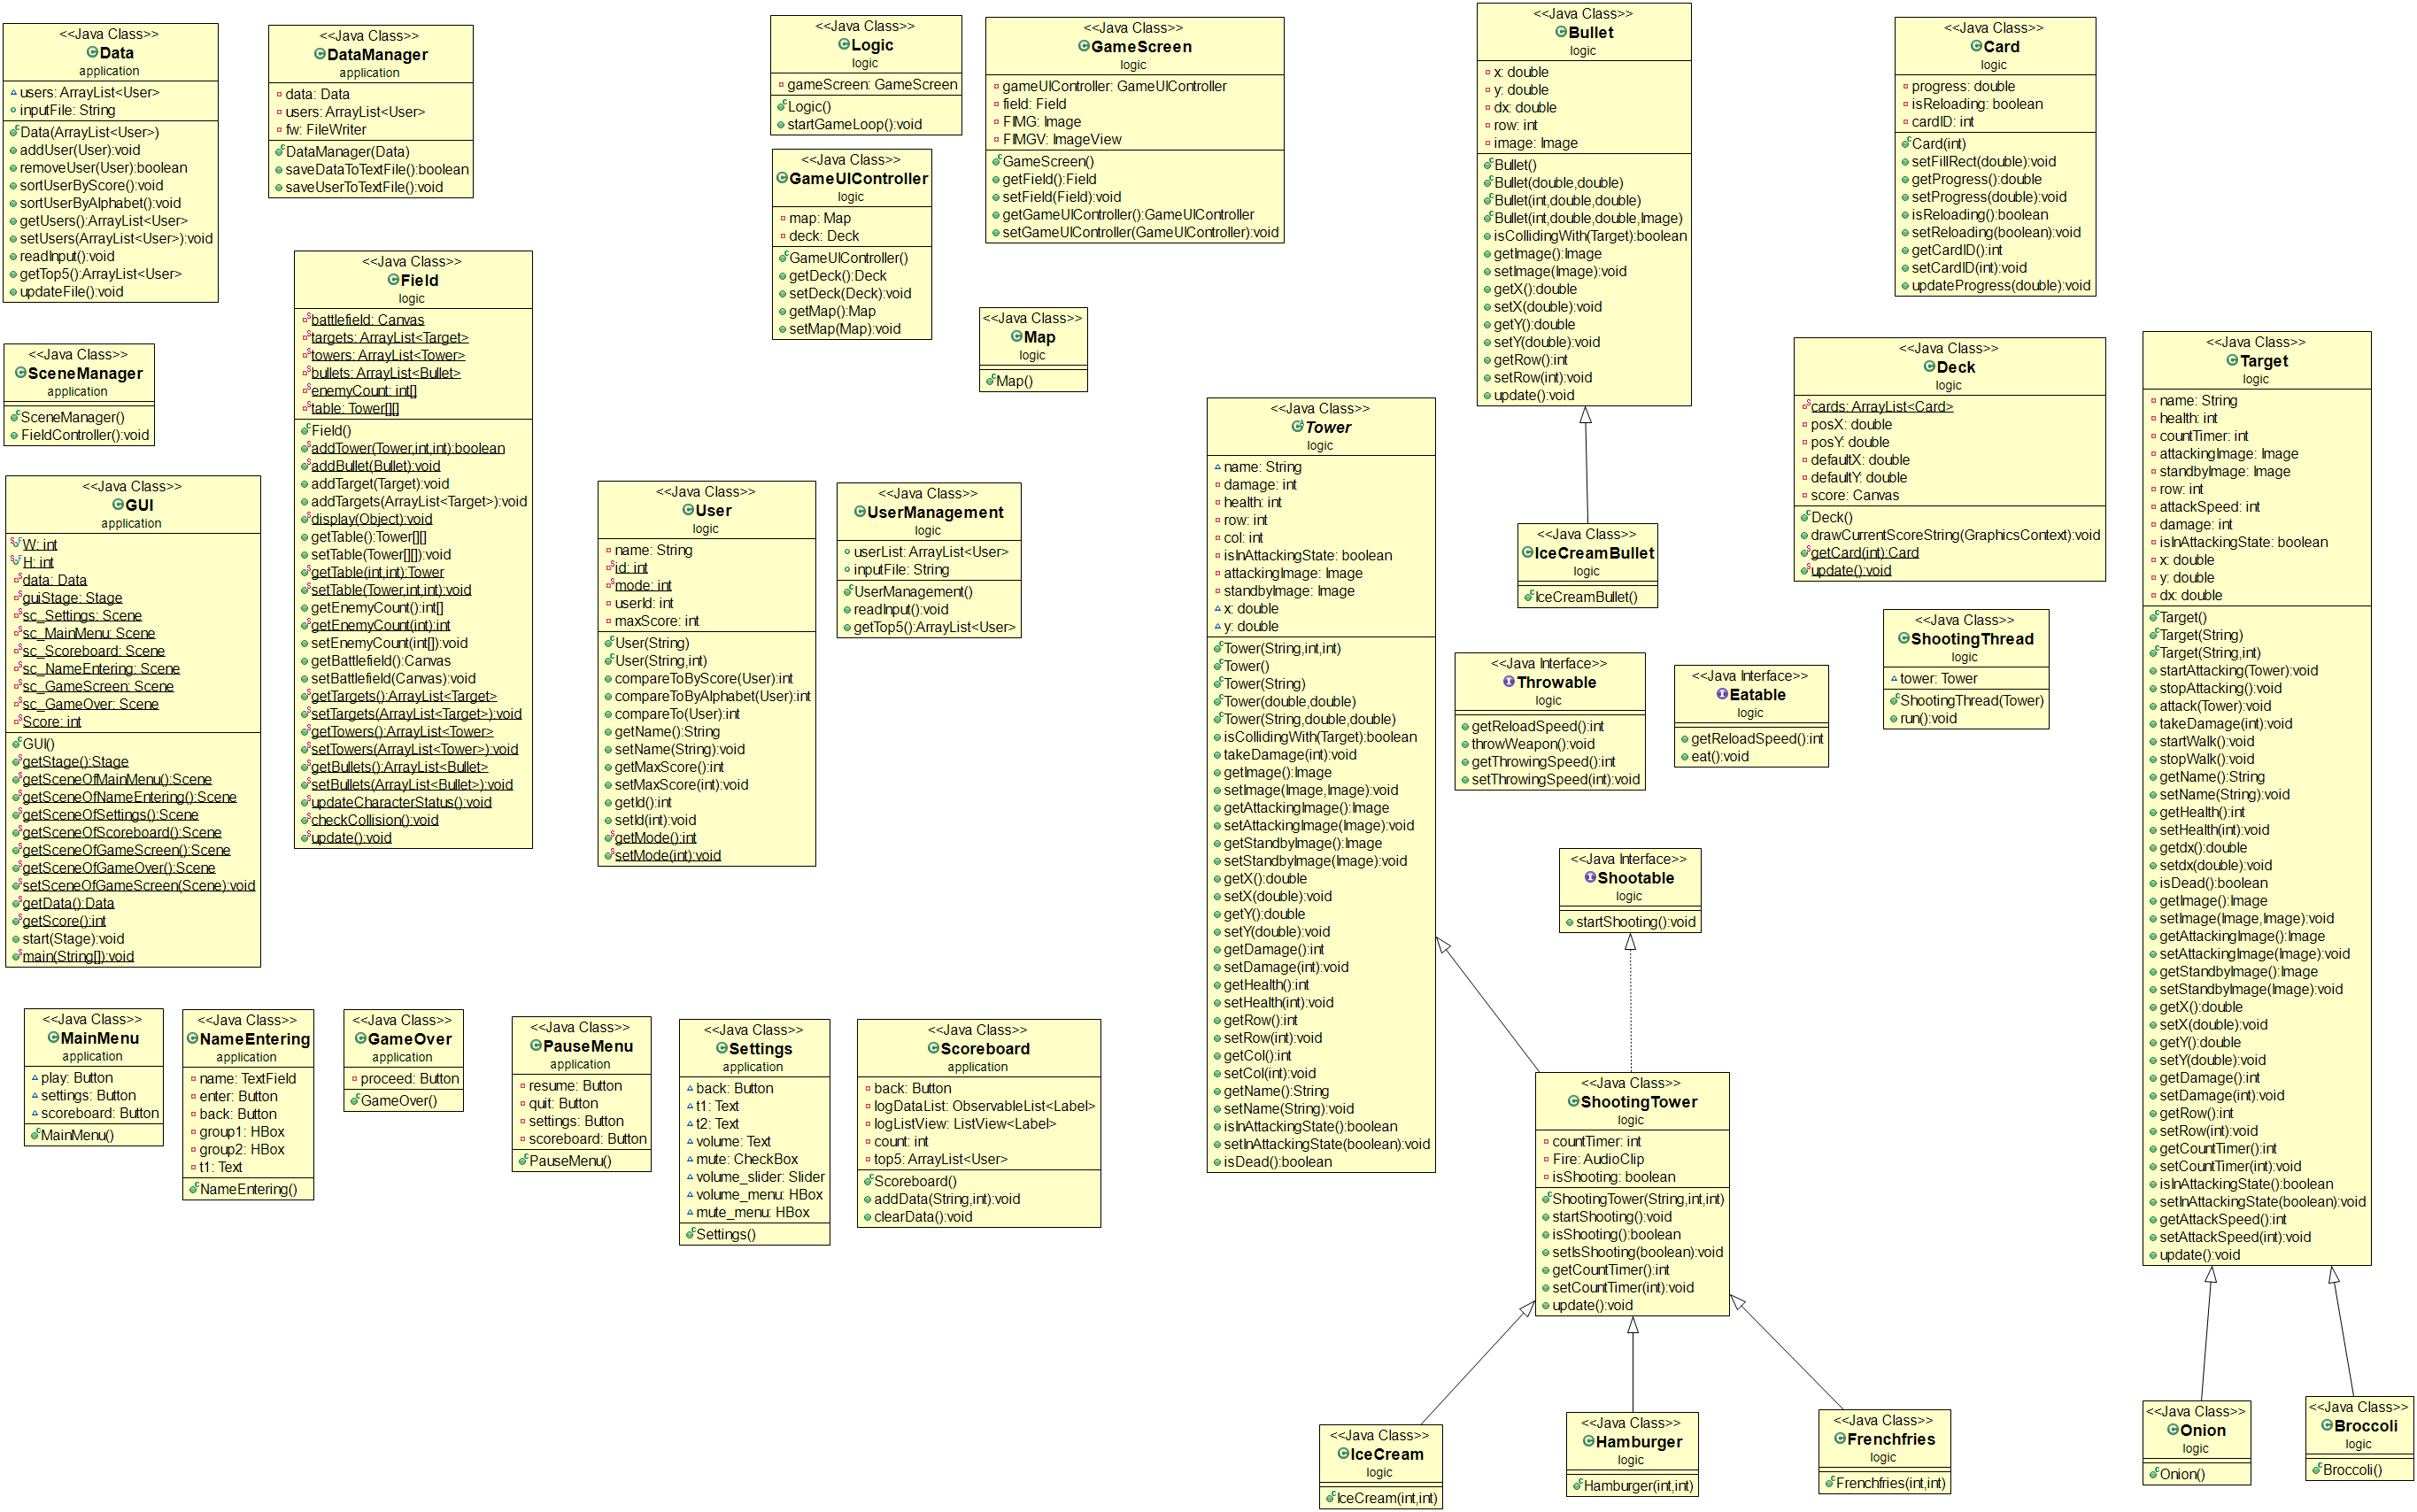 <<Java Class>>
Data
application
users: ArrayList<User>
inputFile: String
Data(ArrayList<User>)
addUser(User):void
removeUser(User):boolean
sortUserByScore():void
sortUserByAlphabet():void
getUsers():ArrayList<User>
setUsers(ArrayList<User>):void
readInput():void
getTop5():ArrayList<User>
updateFile():void
<<Java Class>>
DataManager
application
data: Data
users: ArrayList<User>
fw: FileWriter
DataManager(Data)
saveDataToTextFile():boolean
saveUserToTextFile():void
<<Java Class>>
Logic
logic
gameScreen: GameScreen
Logic()
startGameLoop():void
<<Java Class>>
GameScreen
logic
gameUIController: GameUIController
field: Field
FIMG: Image
FIMGV: ImageView
GameScreen()
getField():Field
setField(Field):void
getGameUIController():GameUIController
setGameUIController(GameUIController):void
<<Java Class>>
Bullet
logic
x: double
y: double
dx: double
row: int
image: Image
Bullet()
Bullet(double,double)
Bullet(int,double,double)
Bullet(int,double,double,Image)
isCollidingWith(Target):boolean
getImage():Image
setImage(Image):void
getX():double
setX(double):void
getY():double
setY(double):void
getRow():int
setRow(int):void
update():void
<<Java Class>>
Card
logic
progress: double
isReloading: boolean
cardID: int
Card(int)
setFillRect(double):void
getProgress():double
setProgress(double):void
isReloading():boolean
setReloading(boolean):void
getCardID():int
setCardID(int):void
updateProgress(double):void
<<Java Class>>
GameUIController
logic
map: Map
deck: Deck
GameUIController()
getDeck():Deck
setDeck(Deck):void
getMap():Map
setMap(Map):void
<<Java Class>>
Field
logic
battlefield: Canvas
targets: ArrayList<Target>
towers: ArrayList<Tower>
bullets: ArrayList<Bullet>
enemyCount: int[]
table: Tower[][]
Field()
addTower(Tower,int,int):boolean
addBullet(Bullet):void
addTarget(Target):void
addTargets(ArrayList<Target>):void
display(Object):void
getTable():Tower[][]
setTable(Tower[][]):void
getTable(int,int):Tower
setTable(Tower,int,int):void
getEnemyCount():int[]
getEnemyCount(int):int
setEnemyCount(int[]):void
getBattlefield():Canvas
setBattlefield(Canvas):void
getTargets():ArrayList<Target>
setTargets(ArrayList<Target>):void
getTowers():ArrayList<Tower>
setTowers(ArrayList<Tower>):void
getBullets():ArrayList<Bullet>
setBullets(ArrayList<Bullet>):void
updateCharacterStatus():void
checkCollision():void
update():void
<<Java Class>>
Map
logic
Map()
<<Java Class>>
SceneManager
application
SceneManager()
FieldController():void
<<Java Class>>
Deck
logic
cards: ArrayList<Card>
posX: double
posY: double
defaultX: double
defaultY: double
score: Canvas
Deck()
drawCurrentScoreString(GraphicsContext):void
getCard(int):Card
update():void
<<Java Class>>
Target
logic
name: String
health: int
countTimer: int
attackingImage: Image
standbyImage: Image
row: int
attackSpeed: int
damage: int
isInAttackingState: boolean
x: double
y: double
dx: double
Target()
Target(String)
Target(String,int)
startAttacking(Tower):void
stopAttacking():void
attack(Tower):void
takeDamage(int):void
startWalk():void
stopWalk():void
getName():String
setName(String):void
getHealth():int
setHealth(int):void
getdx():double
setdx(double):void
isDead():boolean
getImage():Image
setImage(Image,Image):void
getAttackingImage():Image
setAttackingImage(Image):void
getStandbyImage():Image
setStandbyImage(Image):void
getX():double
setX(double):void
getY():double
setY(double):void
getDamage():int
setDamage(int):void
getRow():int
setRow(int):void
getCountTimer():int
setCountTimer(int):void
isInAttackingState():boolean
setInAttackingState(boolean):void
getAttackSpeed():int
setAttackSpeed(int):void
update():void
<<Java Class>>
Tower
logic
name: String
damage: int
health: int
row: int
col: int
isInAttackingState: boolean
attackingImage: Image
standbyImage: Image
x: double
y: double
Tower(String,int,int)
Tower()
Tower(String)
Tower(double,double)
Tower(String,double,double)
isCollidingWith(Target):boolean
takeDamage(int):void
getImage():Image
setImage(Image,Image):void
getAttackingImage():Image
setAttackingImage(Image):void
getStandbyImage():Image
setStandbyImage(Image):void
getX():double
setX(double):void
getY():double
setY(double):void
getDamage():int
setDamage(int):void
getHealth():int
setHealth(int):void
getRow():int
setRow(int):void
getCol():int
setCol(int):void
getName():String
setName(String):void
isInAttackingState():boolean
setInAttackingState(boolean):void
isDead():boolean
<<Java Class>>
GUI
application
W: int
H: int
data: Data
guiStage: Stage
sc_Settings: Scene
sc_MainMenu: Scene
sc_Scoreboard: Scene
sc_NameEntering: Scene
sc_GameScreen: Scene
sc_GameOver: Scene
Score: int
GUI()
getStage():Stage
getSceneOfMainMenu():Scene
getSceneOfNameEntering():Scene
getSceneOfSettings():Scene
getSceneOfScoreboard():Scene
getSceneOfGameScreen():Scene
getSceneOfGameOver():Scene
setSceneOfGameScreen(Scene):void
getData():Data
getScore():int
start(Stage):void
main(String[]):void
<<Java Class>>
User
logic
name: String
id: int
mode: int
userId: int
maxScore: int
User(String)
User(String,int)
compareToByScore(User):int
compareToByAlphabet(User):int
compareTo(User):int
getName():String
setName(String):void
getMaxScore():int
setMaxScore(int):void
getId():int
setId(int):void
getMode():int
setMode(int):void
<<Java Class>>
UserManagement
logic
userList: ArrayList<User>
inputFile: String
UserManagement()
readInput():void
getTop5():ArrayList<User>
<<Java Class>>
IceCreamBullet
logic
IceCreamBullet()
<<Java Class>>
ShootingThread
logic
tower: Tower
ShootingThread(Tower)
run():void
<<Java Interface>>
Throwable
logic
getReloadSpeed():int
throwWeapon():void
getThrowingSpeed():int
setThrowingSpeed(int):void
<<Java Interface>>
Eatable
logic
getReloadSpeed():int
eat():void
<<Java Interface>>
Shootable
logic
startShooting():void
<<Java Class>>
MainMenu
application
play: Button
settings: Button
scoreboard: Button
MainMenu()
<<Java Class>>
NameEntering
application
name: TextField
enter: Button
back: Button
group1: HBox
group2: HBox
t1: Text
NameEntering()
<<Java Class>>
GameOver
application
proceed: Button
GameOver()
<<Java Class>>
PauseMenu
application
resume: Button
quit: Button
settings: Button
scoreboard: Button
PauseMenu()
<<Java Class>>
Settings
application
back: Button
t1: Text
t2: Text
volume: Text
mute: CheckBox
volume_slider: Slider
volume_menu: HBox
mute_menu: HBox
Settings()
<<Java Class>>
Scoreboard
application
back: Button
logDataList: ObservableList<Label>
logListView: ListView<Label>
count: int
top5: ArrayList<User>
Scoreboard()
addData(String,int):void
clearData():void
<<Java Class>>
ShootingTower
logic
countTimer: int
Fire: AudioClip
isShooting: boolean
ShootingTower(String,int,int)
startShooting():void
isShooting():boolean
setIsShooting(boolean):void
getCountTimer():int
setCountTimer(int):void
update():void
<<Java Class>>
IceCream
logic
IceCream(int,int)
<<Java Class>>
Hamburger
logic
Hamburger(int,int)
<<Java Class>>
Frenchfries
logic
Frenchfries(int,int)
<<Java Class>>
Onion
logic
Onion()
<<Java Class>>
Broccoli
logic
Broccoli()